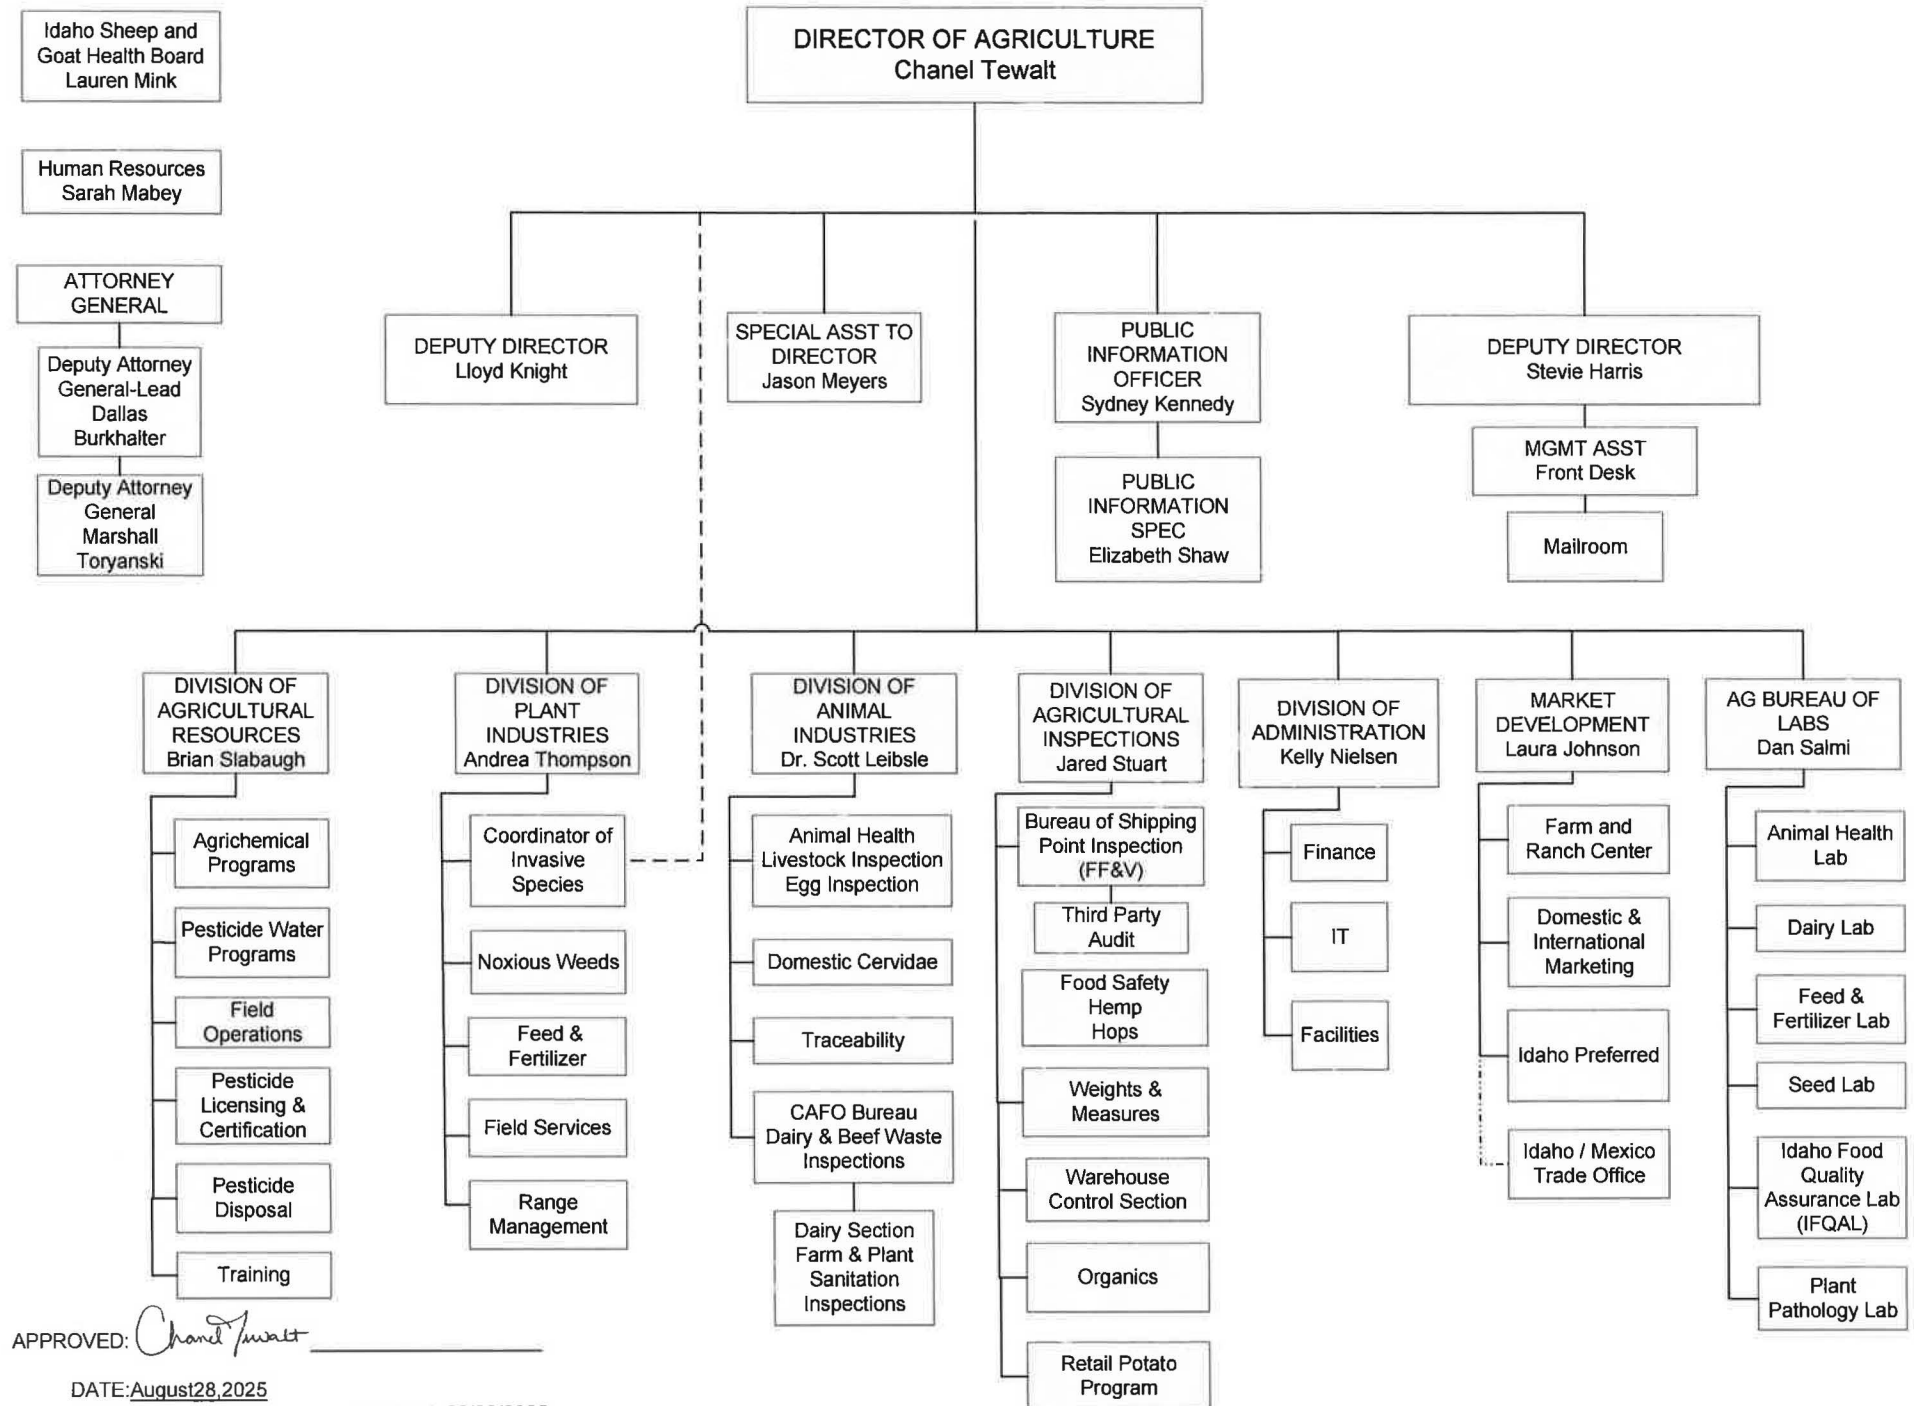 Idaho Sheep and
Goat Health Board
Lauren Mink
DIRECTOR OF AGRICULTURE
Chanel Tewalt
Human Resources
Sarah Mabey
ATTORNEY
GENERAL
Deputy Attorney
General-Lead
Dallas
Burkhalter
Deputy Attorney
General
Marshall
Toryanski
DEPUTY DIRECTOR
Lloyd Knight
SPECIAL ASST TO
DIRECTOR
Jason Meyers
PUBLIC
INFORMATION
OFFICER
Sydney Kennedy
PUBLIC
INFORMATION
SPEC
Elizabeth Shaw
DEPUTY DIRECTOR
Stevie Harris
MGMT ASST
Front Desk
Mailroom
DIVISION OF
AGRICULTURAL
RESOURCES
Brian Slabaugh
Agrichemical
Programs
Pesticide Water
Programs
Field
Operations
Pesticide
Licensing &
Certification
Pesticide
Disposal
Training
DIVISION OF
PLANT
INDUSTRIES
Andrea Thompson
Coordinator of
Invasive
Species
Noxious Weeds
Feed &
Fertilizer
Field Services
Range
Management
DIVISION OF
ANIMAL
INDUSTRIES
Dr. Scott Leibsle
Animal Health
Livestock Inspection
Egg Inspection
Domestic Cervidae
Traceability
CAFO Bureau
Dairy & Beef Waste
Inspections
Dairy Section
Farm & Plant
Sanitation
Inspections
DIVISION OF
AGRICULTURAL
INSPECTIONS
Jared Stuart
Bureau of Shipping
Point Inspection
(FF&V)
Third Party
Audit
Food Safety
Hemp
Hops
Weights &
Measures
Warehouse
Control Section
Organics
Retail Potato
Program
DIVISION OF
ADMINISTRATION
Kelly Nielsen
Finance
IT
Facilities
MARKET
DEVELOPMENT
Laura Johnson
Farm and
Ranch Center
Domestic &
International
Marketing
Idaho Preferred
Idaho / Mexico
Trade Office
AG BUREAU OF
LABS
Dan Salmi
Animal Health
Lab
Dairy Lab
Feed &
Fertilizer Lab
Seed Lab
Idaho Food
Quality
Assurance Lab
(IFQAL)
Plant
Pathology Lab
APPROVED: Chanel Tewalt
DATE:August28,2025